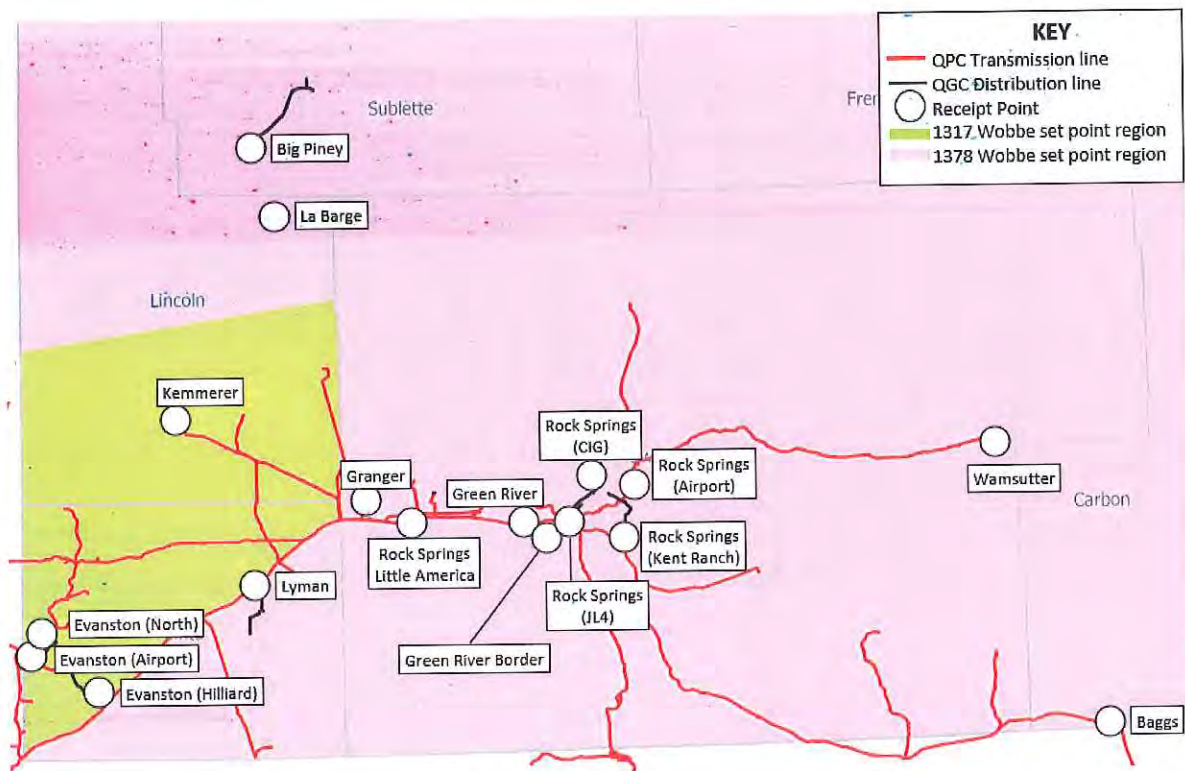 KEY
QPC Transmission line
QGC Distribution line
Receipt Point
1317 Wobbe set point region
1378 Wobbe set point region
Sublette
Fre
Big Piney
La Barge
Lincoln
Kemmerer
Rock Springs
(CIG)
Granger
Green River
Rock Springs
(Airport)
Wamsutter
Carbon
Rock Springs
Little America
Rock Springs
(Kent Ranch)
Lyman
Rock Springs
(JL4)
Evanston (North)
Green River Border
Evanston (Airport)
Evanston (Hilliard)
Baggs